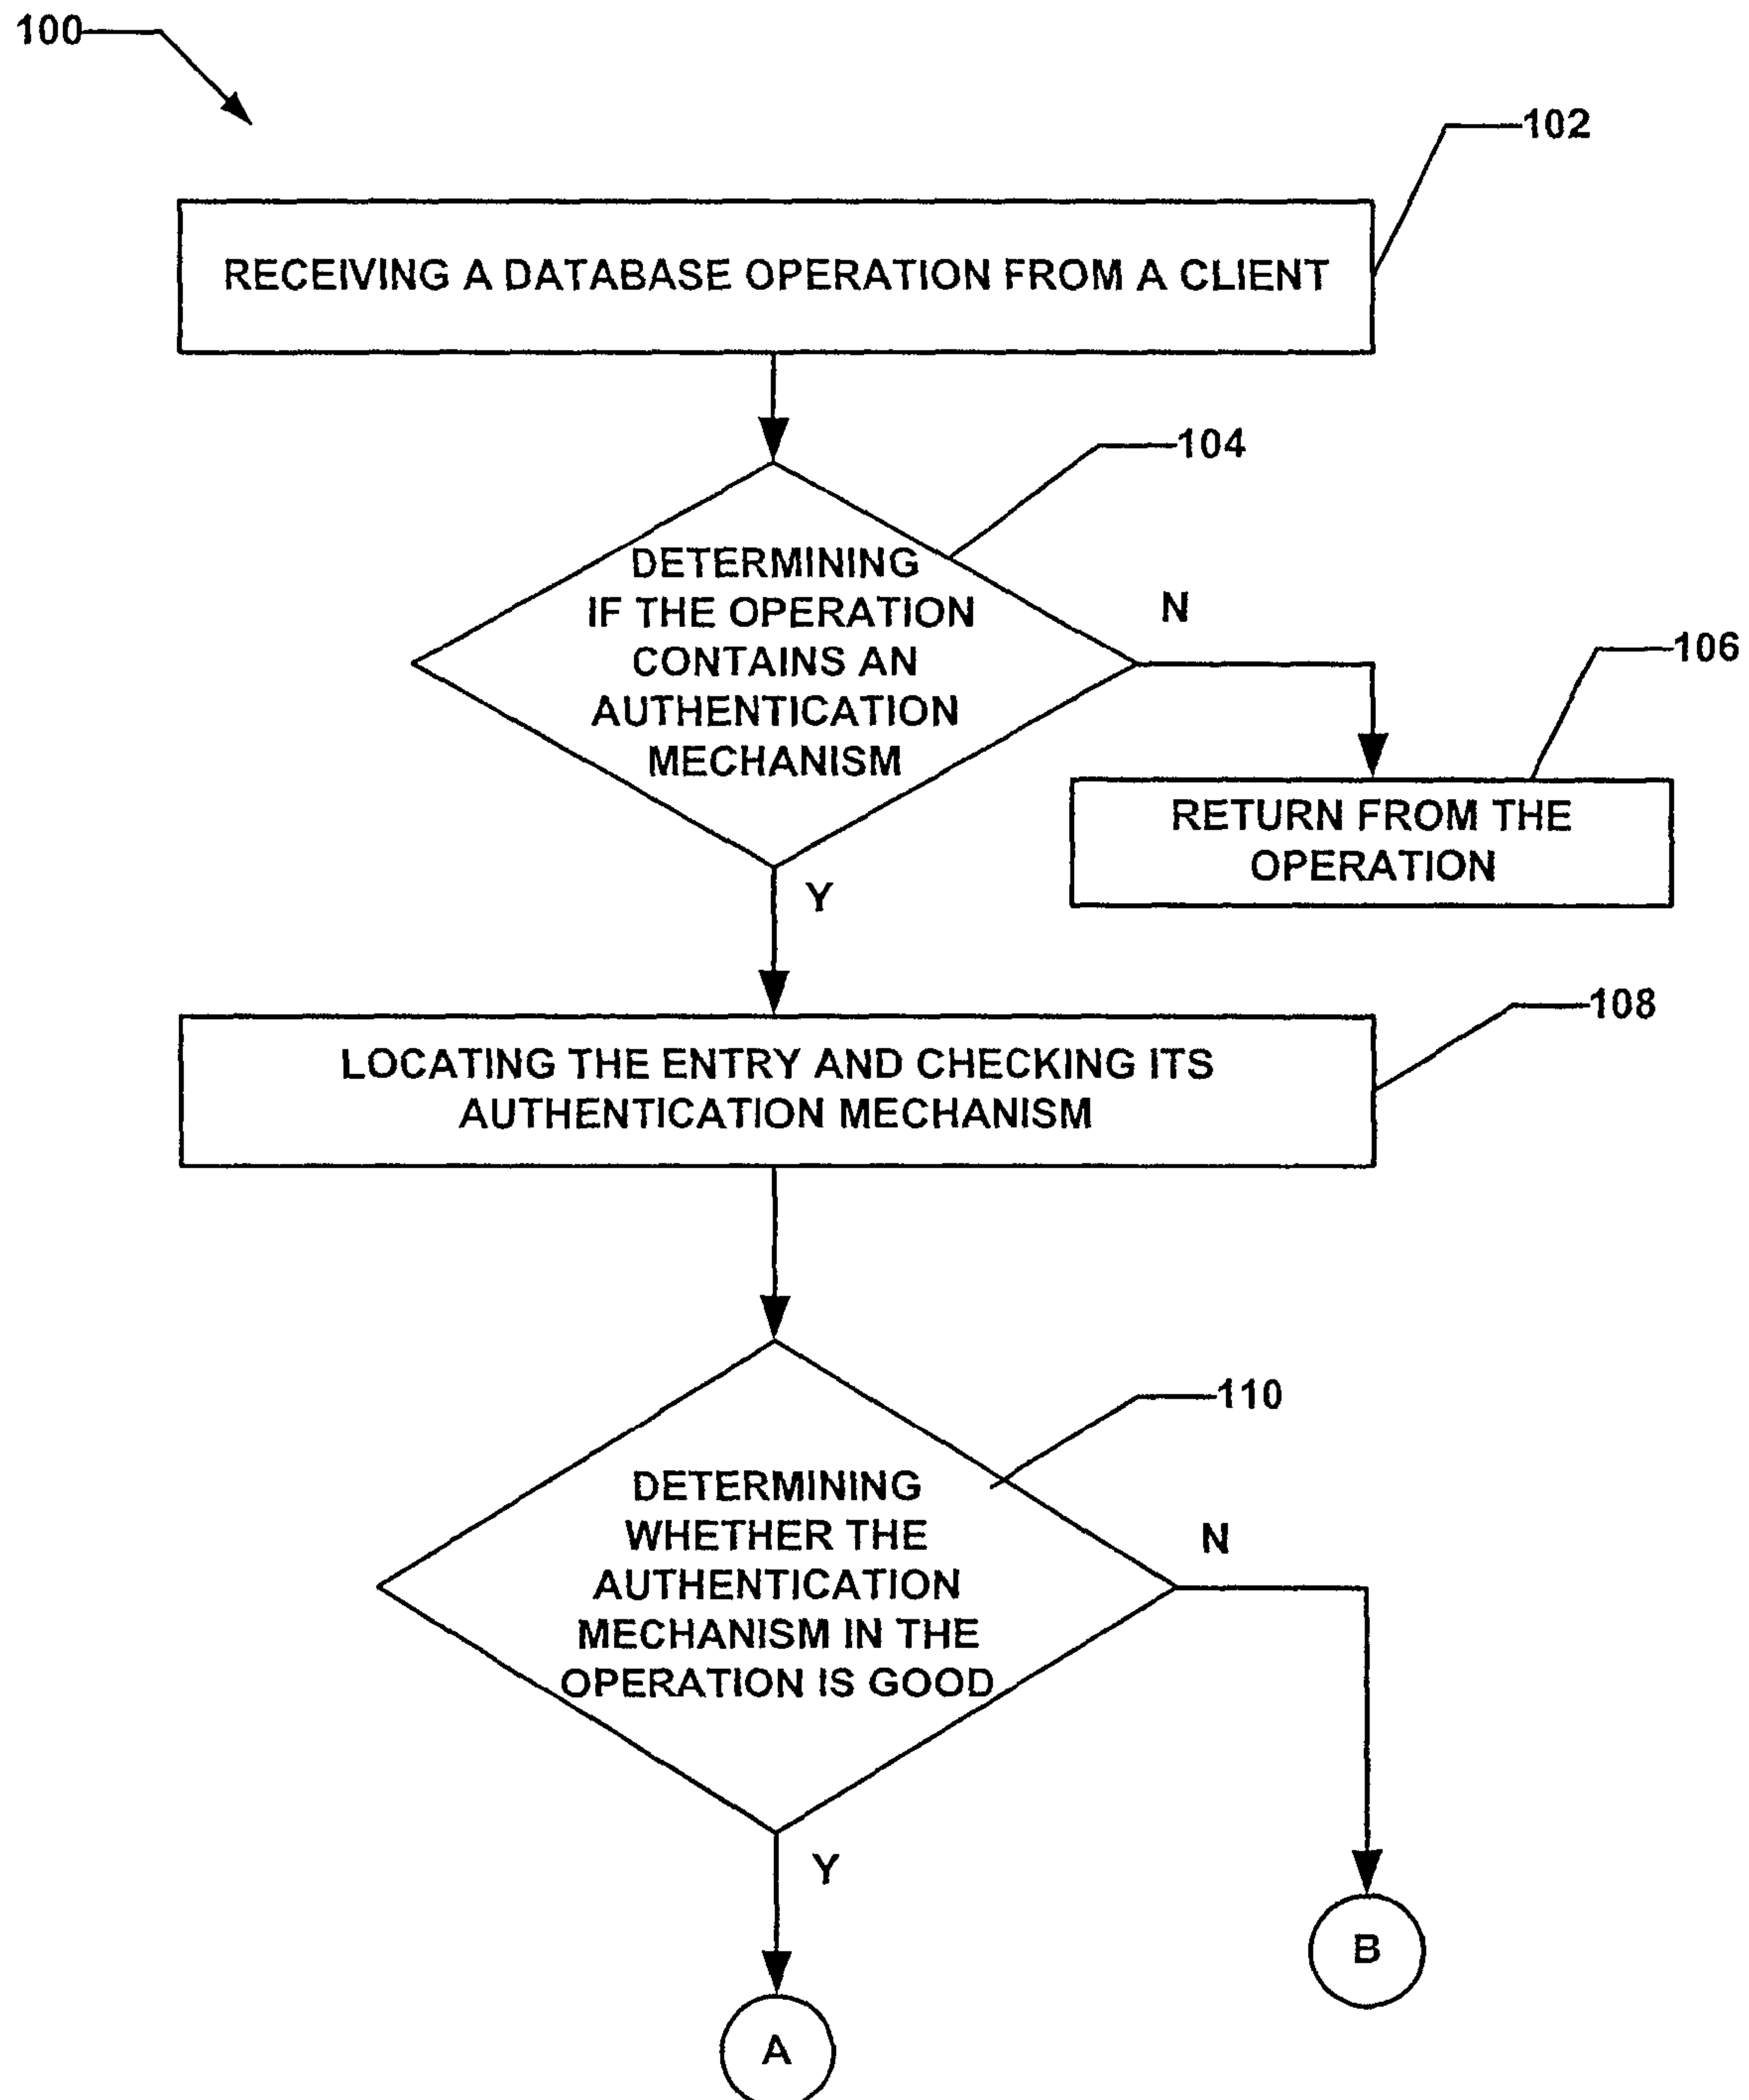 100
102
RECEIVING A DATABASE OPERATION FROM A CLIENT
104
DETERMINING
IF THE OPERATION
CONTAINS AN
AUTHENTICATION
MECHANISM
N
106
RETURN FROM THE
OPERATION
Y
108
LOCATING THE ENTRY AND CHECKING ITS
AUTHENTICATION MECHANISM
110
DETERMINING
WHETHER THE
AUTHENTICATION
MECHANISM IN THE
OPERATION IS GOOD
N
Y
B
A